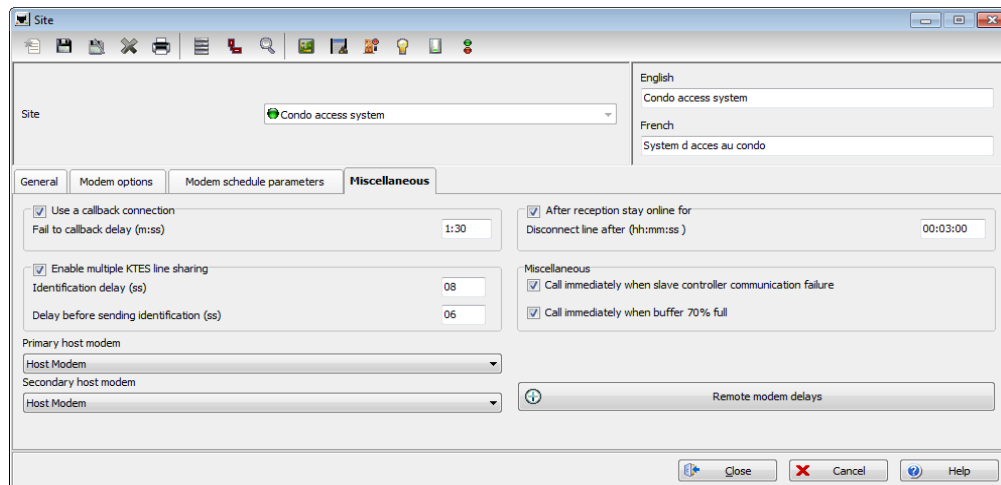 Site
English
Condo access system
Site
Condo access system
French
System d acces au condo
General
Modem options
Modem schedule parameters
Miscellaneous
Use a callback connection
Fail to callback delay (m:ss)
1:30
After reception stay online for
Disconnect line after (hh:mm:ss )
00:03:00
Enable multiple KTES line sharing
Identification delay (ss)
08
Delay before sending identification (ss)
06
Miscellaneous
Call immediately when slave controller communication failure
Call immediately when buffer 70% full
Primary host modem
Host Modem
Secondary host modem
Host Modem
Remote modem delays
Close
Cancel
Help